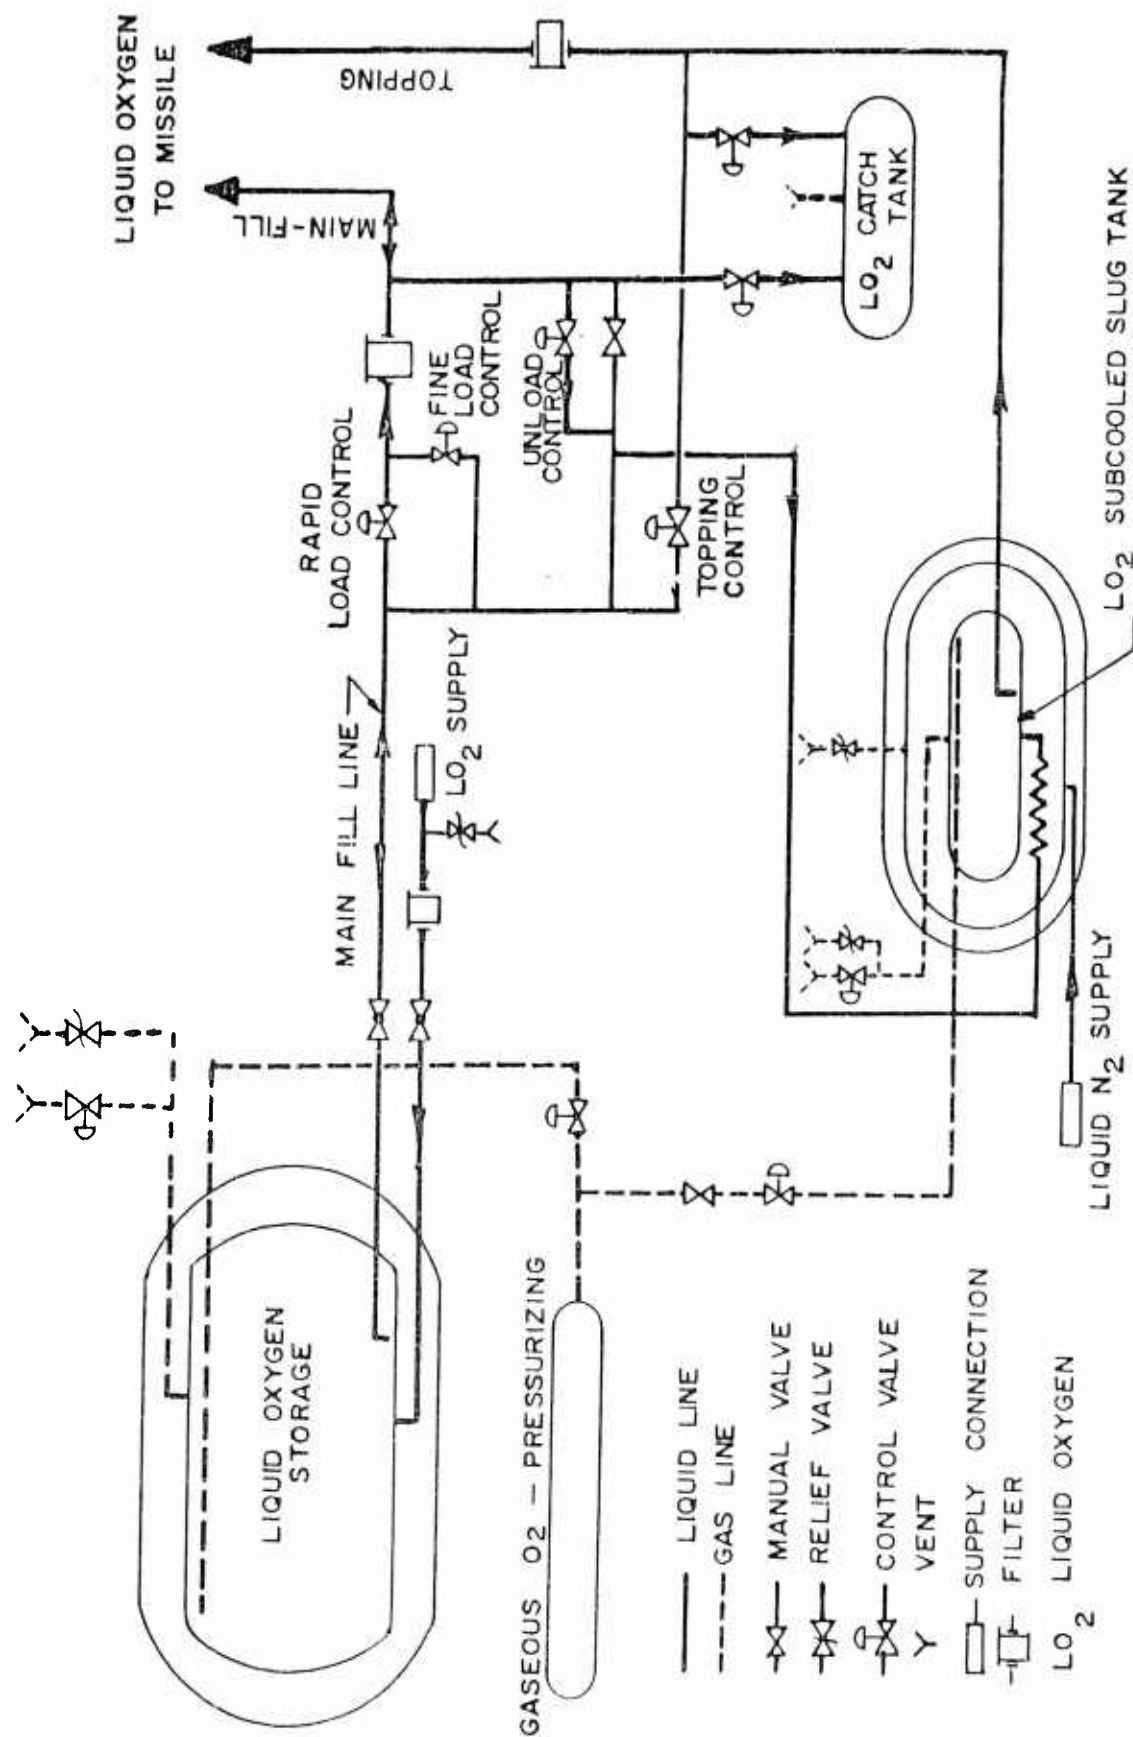 LIQUID OXYGEN
TO MISSILE
TOPPING
MAIN-FILL
RAPID
LOAD CONTROL
FINE
LOAD
CONTROL
UNLOAD
CONTROL
TOPPING
CONTROL
LO2 CATCH
TANK
MAIN FILL LINE
LO2 SUPPLY
LIQUID OXYGEN
STORAGE
GASEOUS O2 – PRESSURIZING
LIQUID N2 SUPPLY
LO2 SUBCOOLED SLUG TANK
LIQUID LINE
GAS LINE
MANUAL VALVE
RELIEF VALVE
CONTROL VALVE
VENT
SUPPLY CONNECTION
FILTER
LO2 LIQUID OXYGEN